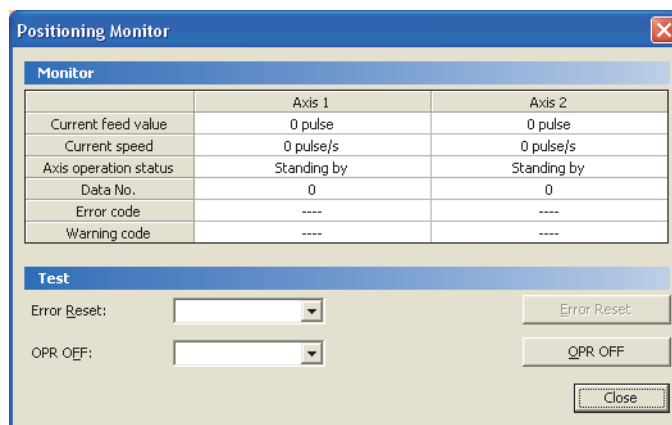 Positioning Monitor
Monitor
Axis 1 Axis 2
Current feed value 0 pulse 0 pulse
Current speed 0 pulse/s 0 pulse/s
Axis operation status Standing by Standing by
Data No. 0 0
Error code ---- ----
Warning code ---- ----
Test
Error Reset: Error Reset
OPR OFF: OPR OFF
Close